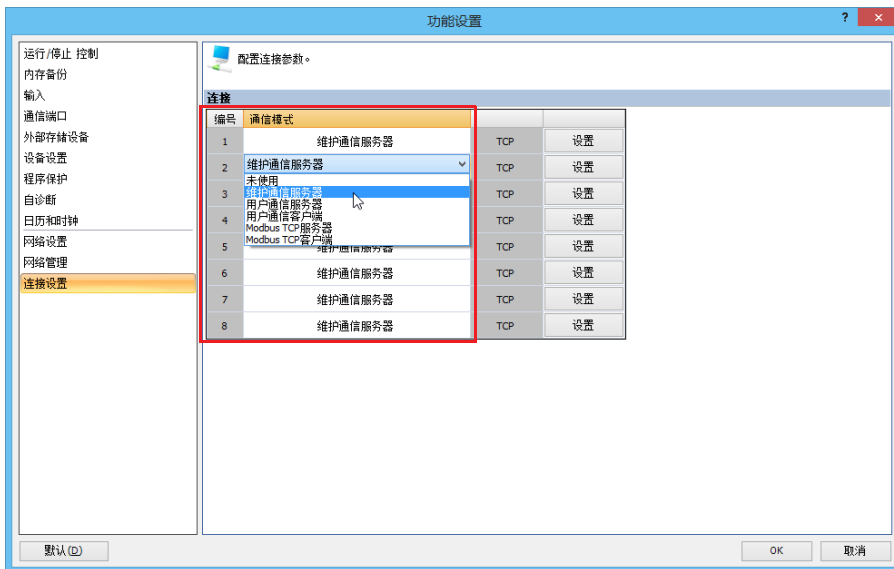 功能设置
? ×
运行/停止 控制
内存备份
输入
通信端口
外部存储设备
设备设置
程序保护
自诊断
日历和时钟
网络设置
网络管理
连接设置
配置连接参数。
连接
编号 通信模式
1 维护通信服务器 TCP 设置
2 维护通信服务器 TCP 设置
未使用
维护通信服务器
用户通信服务器
用户通信客户端
Modbus TCP服务器
Modbus TCP客户端
3 TCP 设置
4 TCP 设置
5 维护通信服务器 TCP 设置
6 维护通信服务器 TCP 设置
7 维护通信服务器 TCP 设置
8 维护通信服务器 TCP 设置
默认(D)
OK 取消